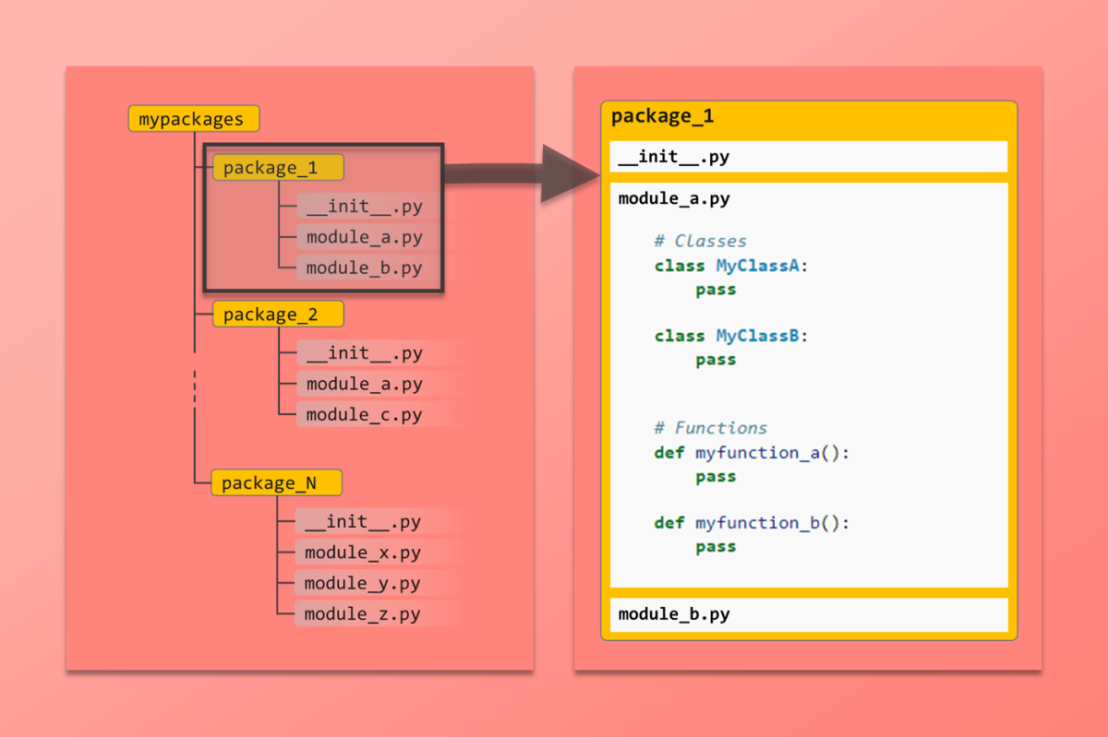 mypackages
package_1
__init__.py
module_a.py
module_b.py
package_2
__init__.py
module_a.py
module_c.py
package_N
__init__.py
module_x.py
module_y.py
module_z.py
package_1
__init__.py
module_a.py
# Classes
class MyClassA:
pass
class MyClassB:
pass
# Functions
def myfunction_a():
pass
def myfunction_b():
pass
module_b.py